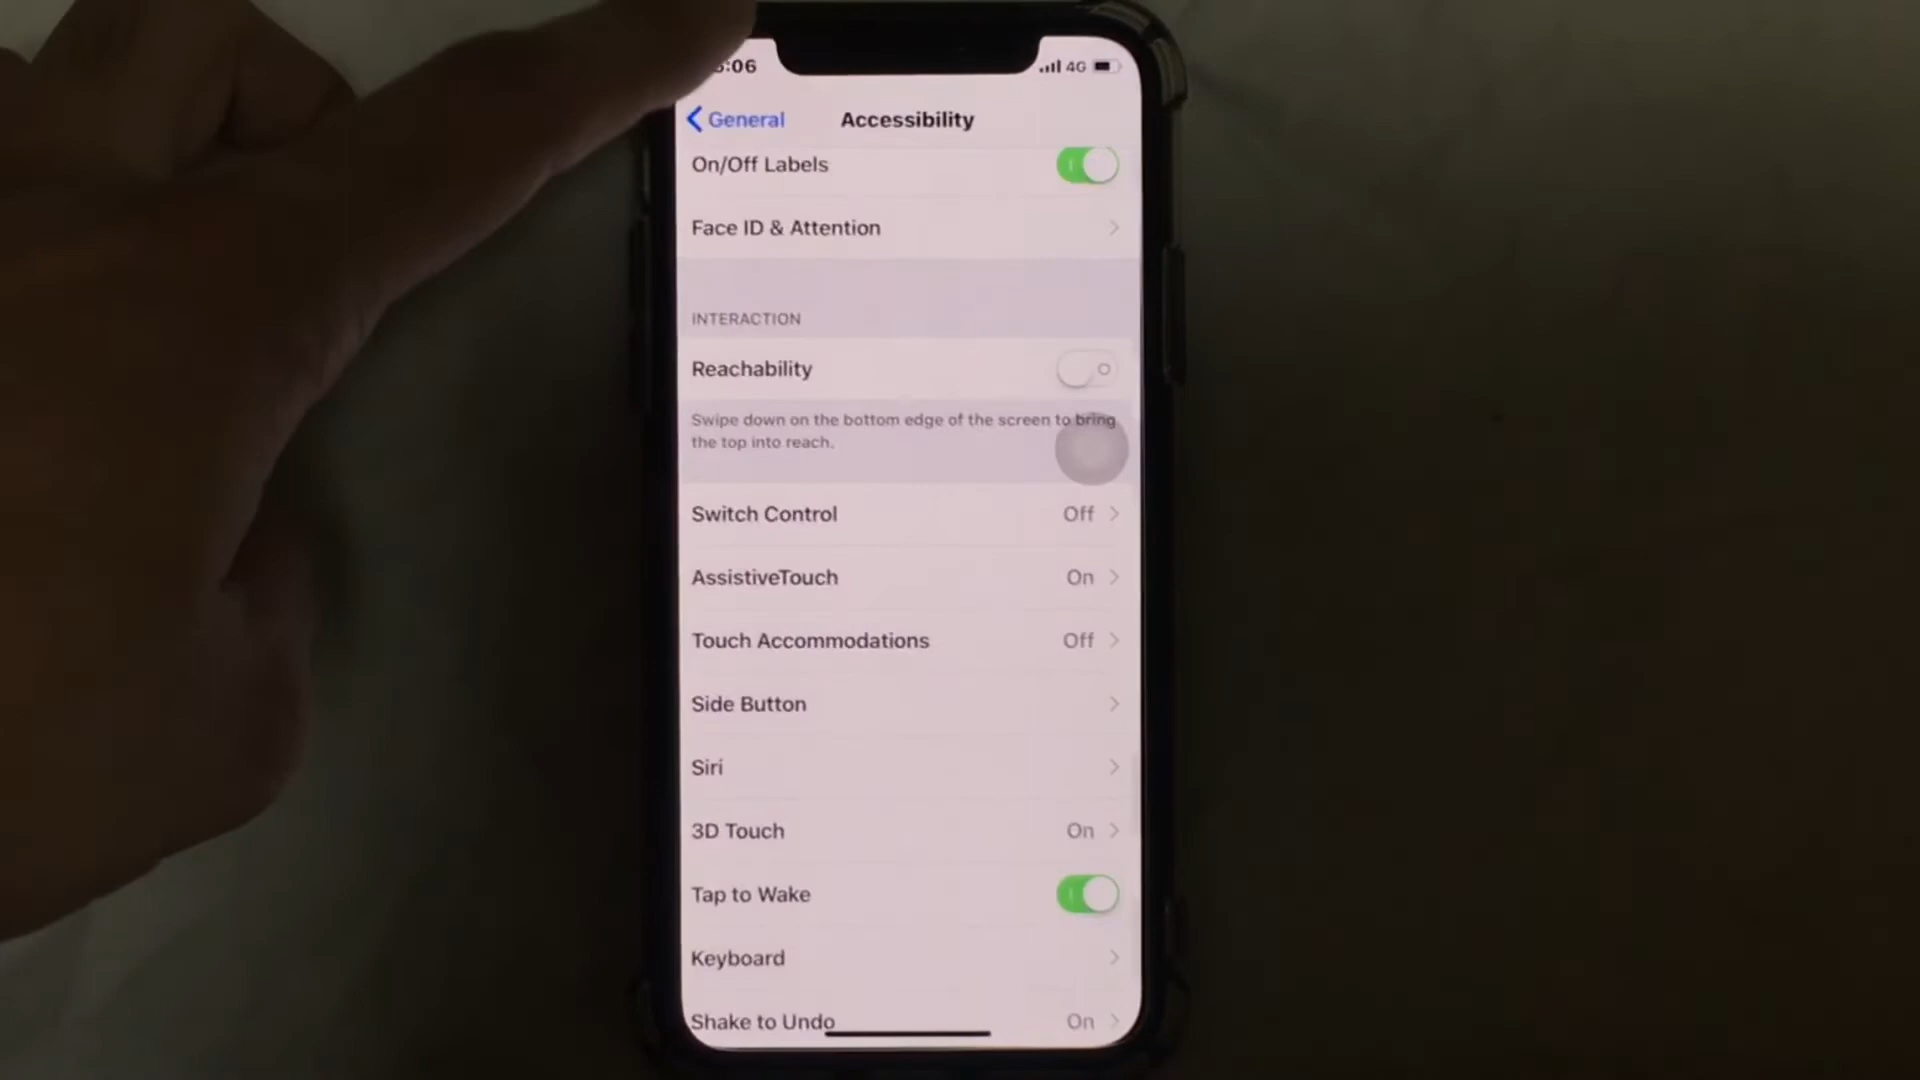 :06
4G
General
Accessibility
On/Off Labels
Face ID & Attention
INTERACTION
Reachability
Swipe down on the bottom edge of the screen to bring
the top into reach.
Switch Control Off
AssistiveTouch On
Touch Accommodations Off
Side Button
Siri
3D Touch On
Tap to Wake
Keyboard
Shake to Undo On